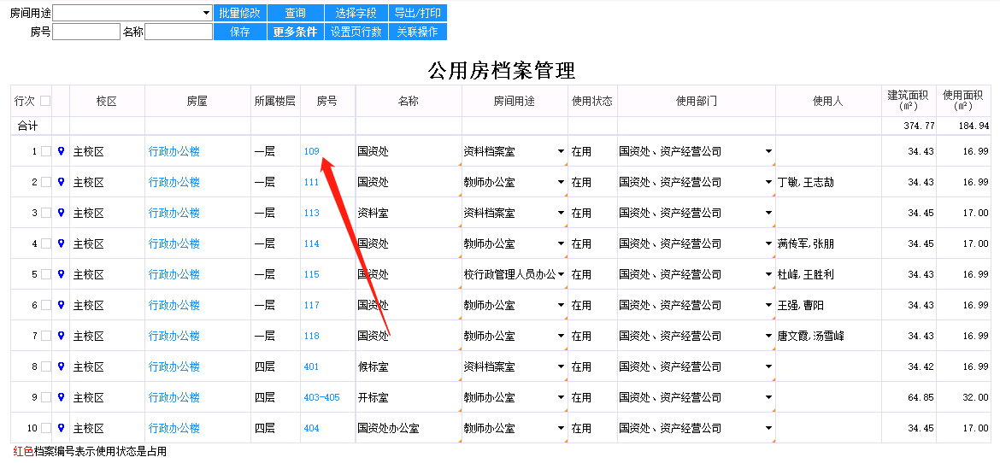 房间用途 批量修改 查询 选择字段 导出/打印
房号 名称 保存 更多条件 设置页行数 关联操作
公用房档案管理
行次 校区 房屋 所属楼层 房号 名称 房间用途 使用状态 使用部门 使用人 建筑面积(㎡) 使用面积(㎡)
合计 374.77 184.94
1 主校区 行政办公楼 一层 109 国资处 资料档案室 在用 国资处、资产经营公司 34.43 16.99
2 主校区 行政办公楼 一层 111 国资处 教师办公室 在用 国资处、资产经营公司 丁敏,王志劼 34.43 16.99
3 主校区 行政办公楼 一层 113 资料室 资料档案室 在用 国资处、资产经营公司 34.45 17.00
4 主校区 行政办公楼 一层 114 国资处 教师办公室 在用 国资处、资产经营公司 蒋传军,张朋 34.45 17.00
5 主校区 行政办公楼 一层 115 国资处 校行政管理人员办公 在用 国资处、资产经营公司 杜峰,王胜利 34.43 16.99
6 主校区 行政办公楼 一层 117 国资处 教师办公室 在用 国资处、资产经营公司 王强,曹阳 34.43 16.99
7 主校区 行政办公楼 一层 118 国资处 教师办公室 在用 国资处、资产经营公司 唐文霞,汤雪峰 34.43 16.99
8 主校区 行政办公楼 四层 401 候标室 资料档案室 在用 国资处、资产经营公司 34.42 16.99
9 主校区 行政办公楼 四层 403-405 开标室 教师办公室 在用 国资处、资产经营公司 64.85 32.00
10 主校区 行政办公楼 四层 404 国资处办公室 教师办公室 在用 国资处、资产经营公司 34.45 17.00
红色档案编号表示使用状态是占用